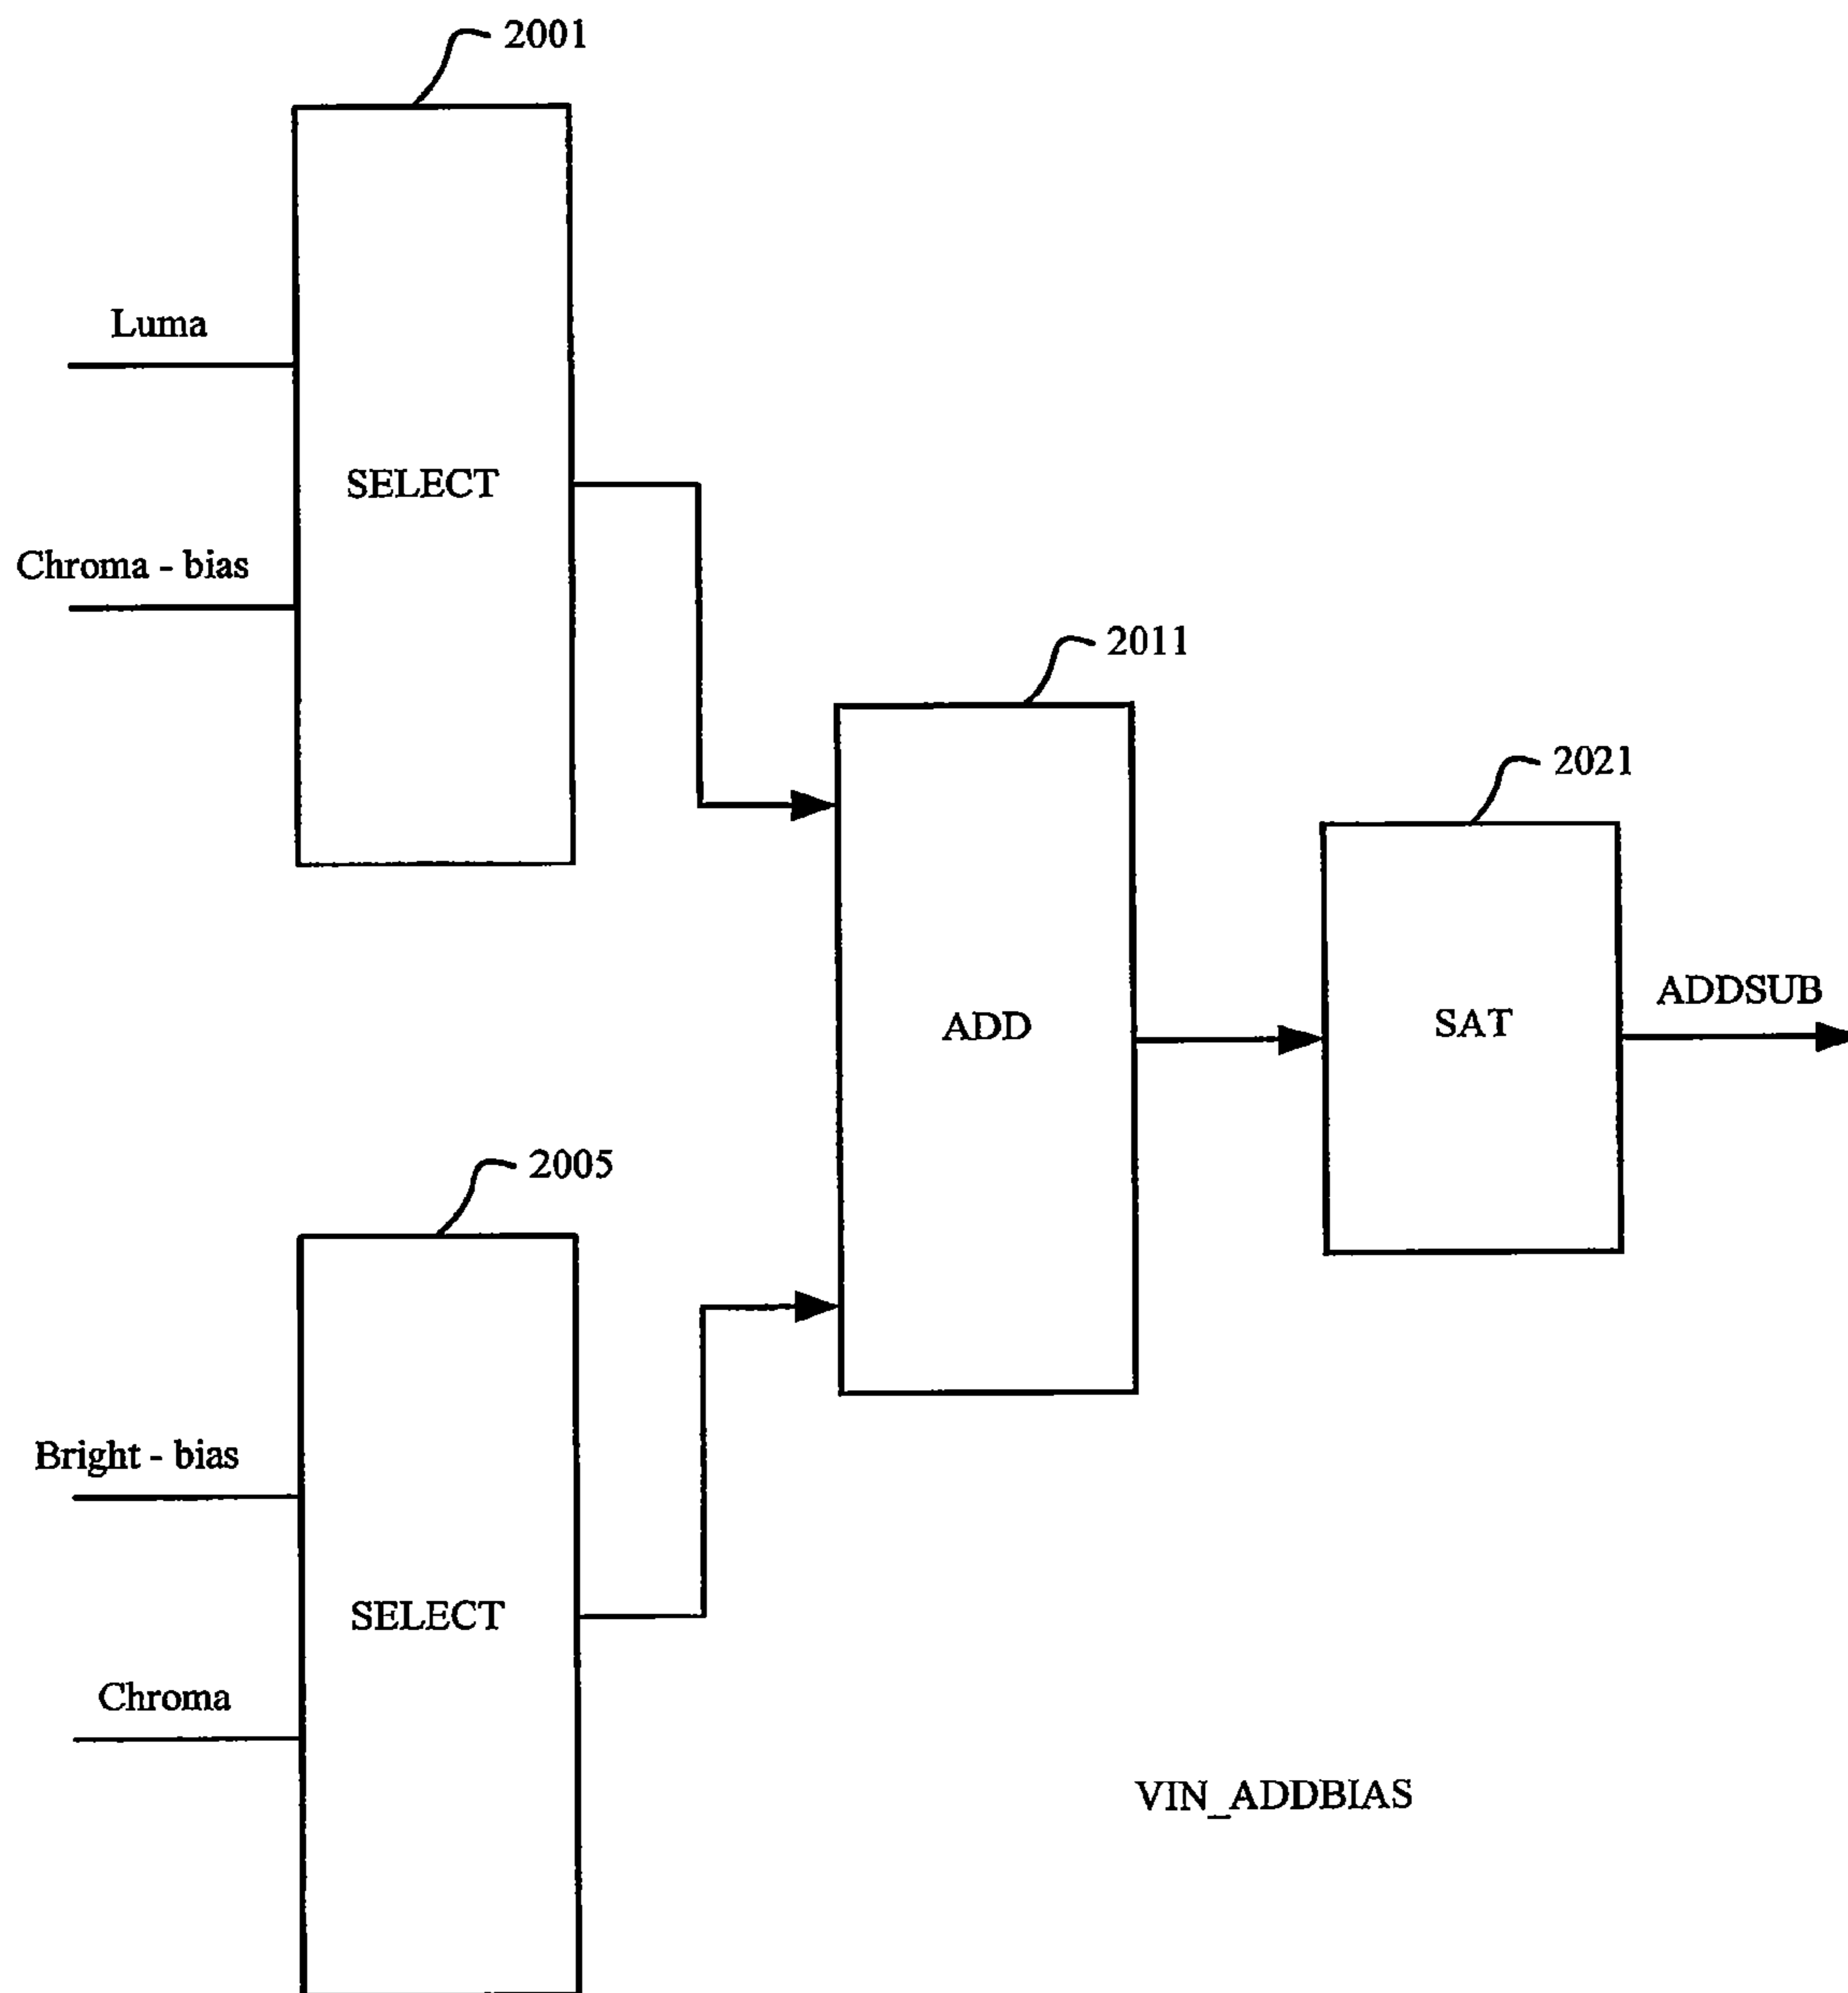 2001
Luma
SELECT
Chroma - bias
2011
2021
ADDSUB
ADD
SAT
2005
Bright - bias
SELECT
Chroma
VIN_ADDBIAS